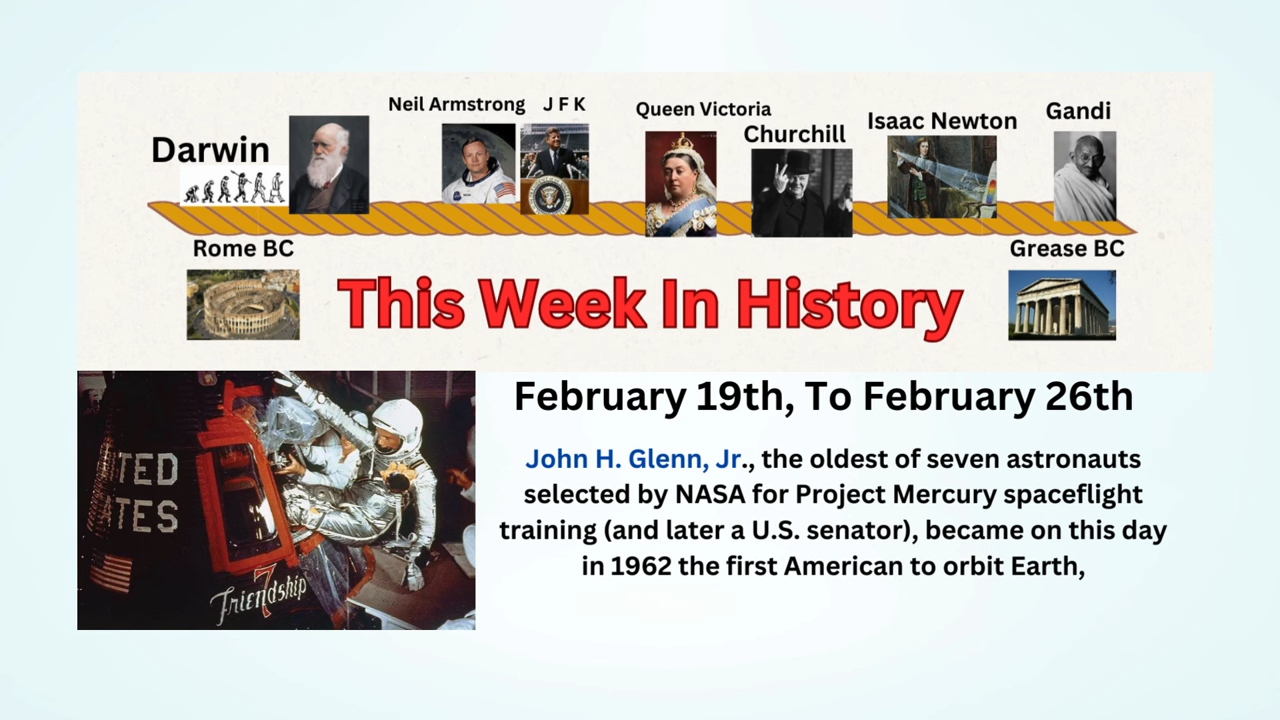 Neil Armstrong J F K
Queen Victoria
Isaac Newton
Gandi
Churchill
Darwin
Rome BC
Grease BC
This Week In History
February 19th, To February 26th
John H. Glenn, Jr., the oldest of seven astronauts
selected by NASA for Project Mercury spaceflight
training (and later a U.S. senator), became on this day
in 1962 the first American to orbit Earth,
TED
ATES
Friendship
7